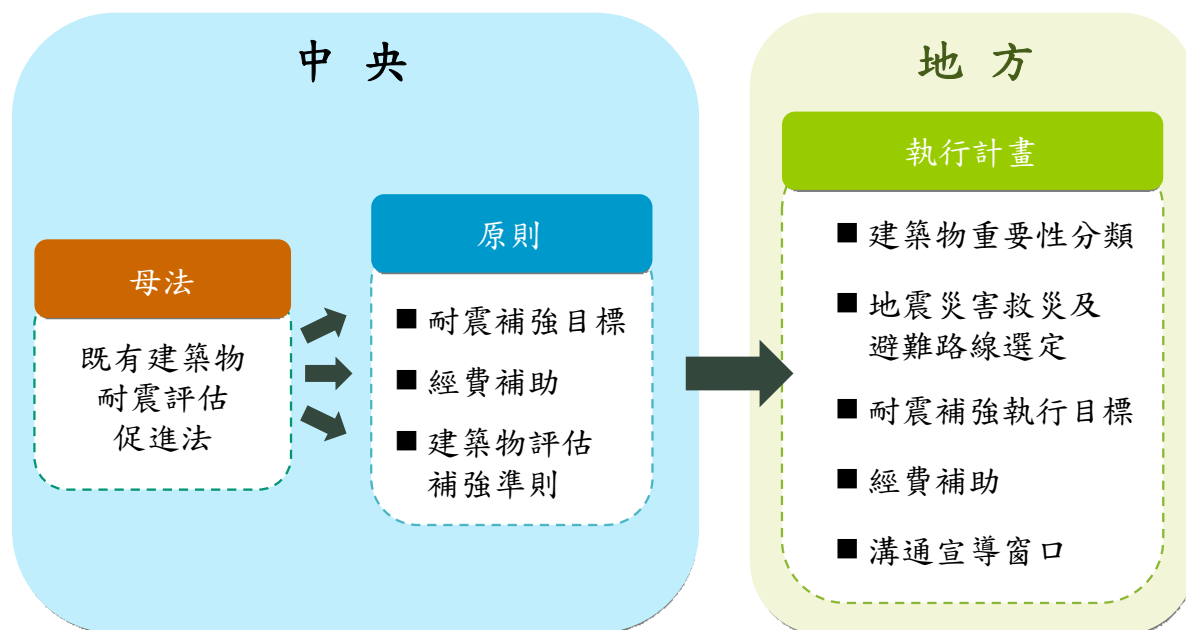 中央
母法
既有建築物
耐震評估
促進法
原則
■ 耐震補強目標
■ 經費補助
■ 建築物評估
補強準則
地方
執行計畫
■ 建築物重要性分類
■ 地震災害救災及
避難路線選定
■ 耐震補強執行目標
■ 經費補助
■ 溝通宣導窗口